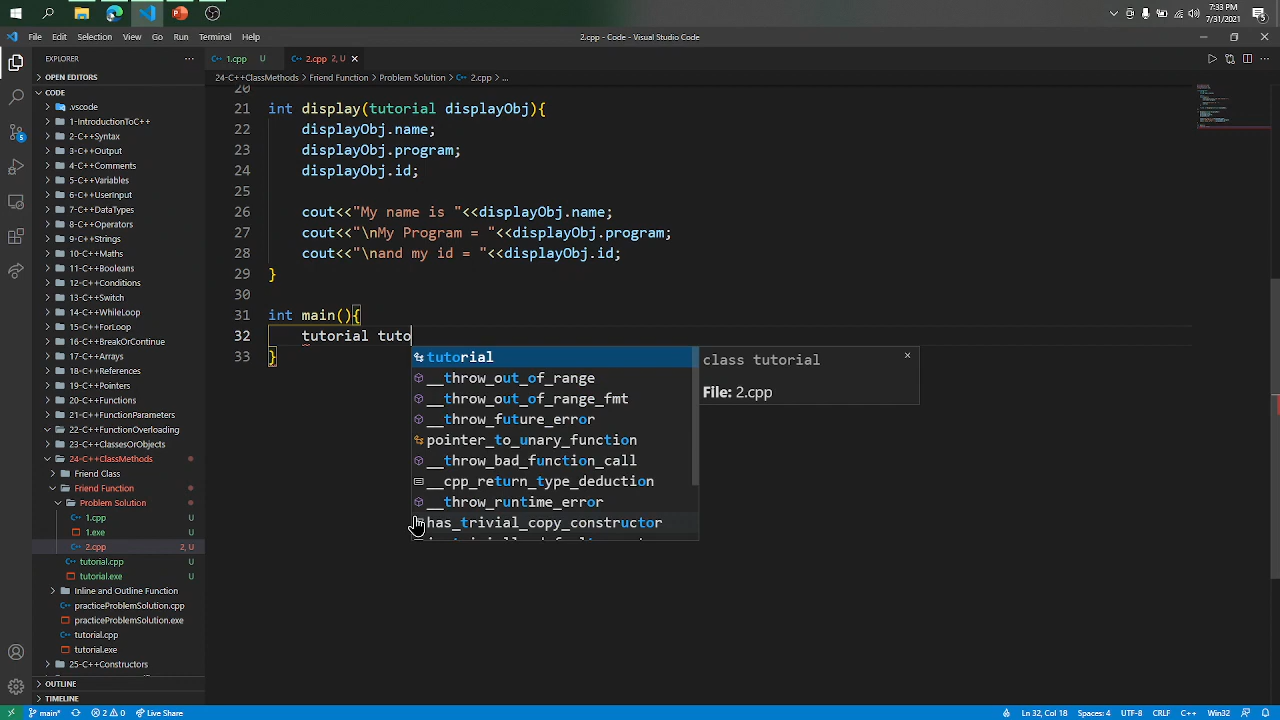 7:33 PM
7/31/2021
File Edit Selection View Go Run Terminal Help
2.cpp - Code - Visual Studio Code
EXPLORER
1.cpp U
2.cpp 2, U
OPEN EDITORS
24-C++ClassMethods > Friend Function > Problem Solution > 2.cpp > ...
CODE
.vscode
1-IntroductionToC++
2-C++Syntax
3-C++Output
4-C++Comments
5-C++Variables
6-C++UserInput
7-C++DataTypes
8-C++Operators
9-C++Strings
10-C++Maths
11-C++Booleans
12-C++Conditions
13-C++Switch
14-C++WhileLoop
15-C++ForLoop
16-C++BreakOrContinue
17-C++Arrays
18-C++References
19-C++Pointers
20-C++Functions
21-C++FunctionParameters
22-C++FunctionOverloading
23-C++ClassesOrObjects
24-C++ClassMethods
Friend Class
Friend Function
Problem Solution
1.cpp U
1.exe U
2.cpp 2, U
tutorial.cpp U
tutorial.exe U
Inline and Outline Function
practiceProblemSolution.cpp
practiceProblemSolution.exe
tutorial.cpp
tutorial.exe
25-C++Constructors
OUTLINE
TIMELINE
20
21 int display(tutorial displayObj){
22 displayObj.name;
23 displayObj.program;
24 displayObj.id;
25
26 cout<<"My name is "<<displayObj.name;
27 cout<<"\nMy Program = "<<displayObj.program;
28 cout<<"\nand my id = "<<displayObj.id;
29 }
30
31 int main(){
32 tutorial tuto
33 }
tutorial
__throw_out_of_range
__throw_out_of_range_fmt
__throw_future_error
pointer_to_unary_function
__throw_bad_function_call
__cpp_return_type_deduction
__throw_runtime_error
has_trivial_copy_constructor
class tutorial
File: 2.cpp
main* 2 0 Live Share
Ln 32, Col 18 Spaces: 4 UTF-8 CRLF C++ Win32